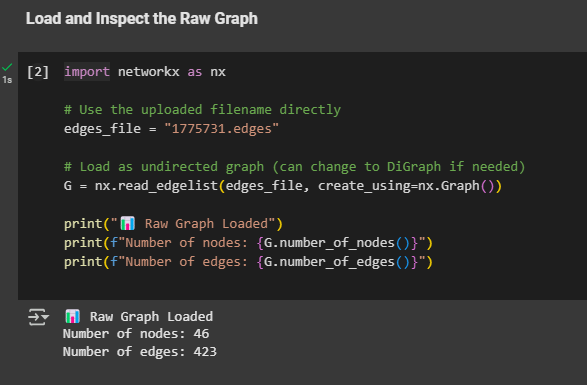 Load and Inspect the Raw Graph
[2] import networkx as nx
1s
# Use the uploaded filename directly
edges_file = "1775731.edges"
# Load as undirected graph (can change to DiGraph if needed)
G = nx.read_edgelist(edges_file, create_using=nx.Graph())
print("📊 Raw Graph Loaded")
print(f"Number of nodes: {G.number_of_nodes()}")
print(f"Number of edges: {G.number_of_edges()}")
📊 Raw Graph Loaded
Number of nodes: 46
Number of edges: 423